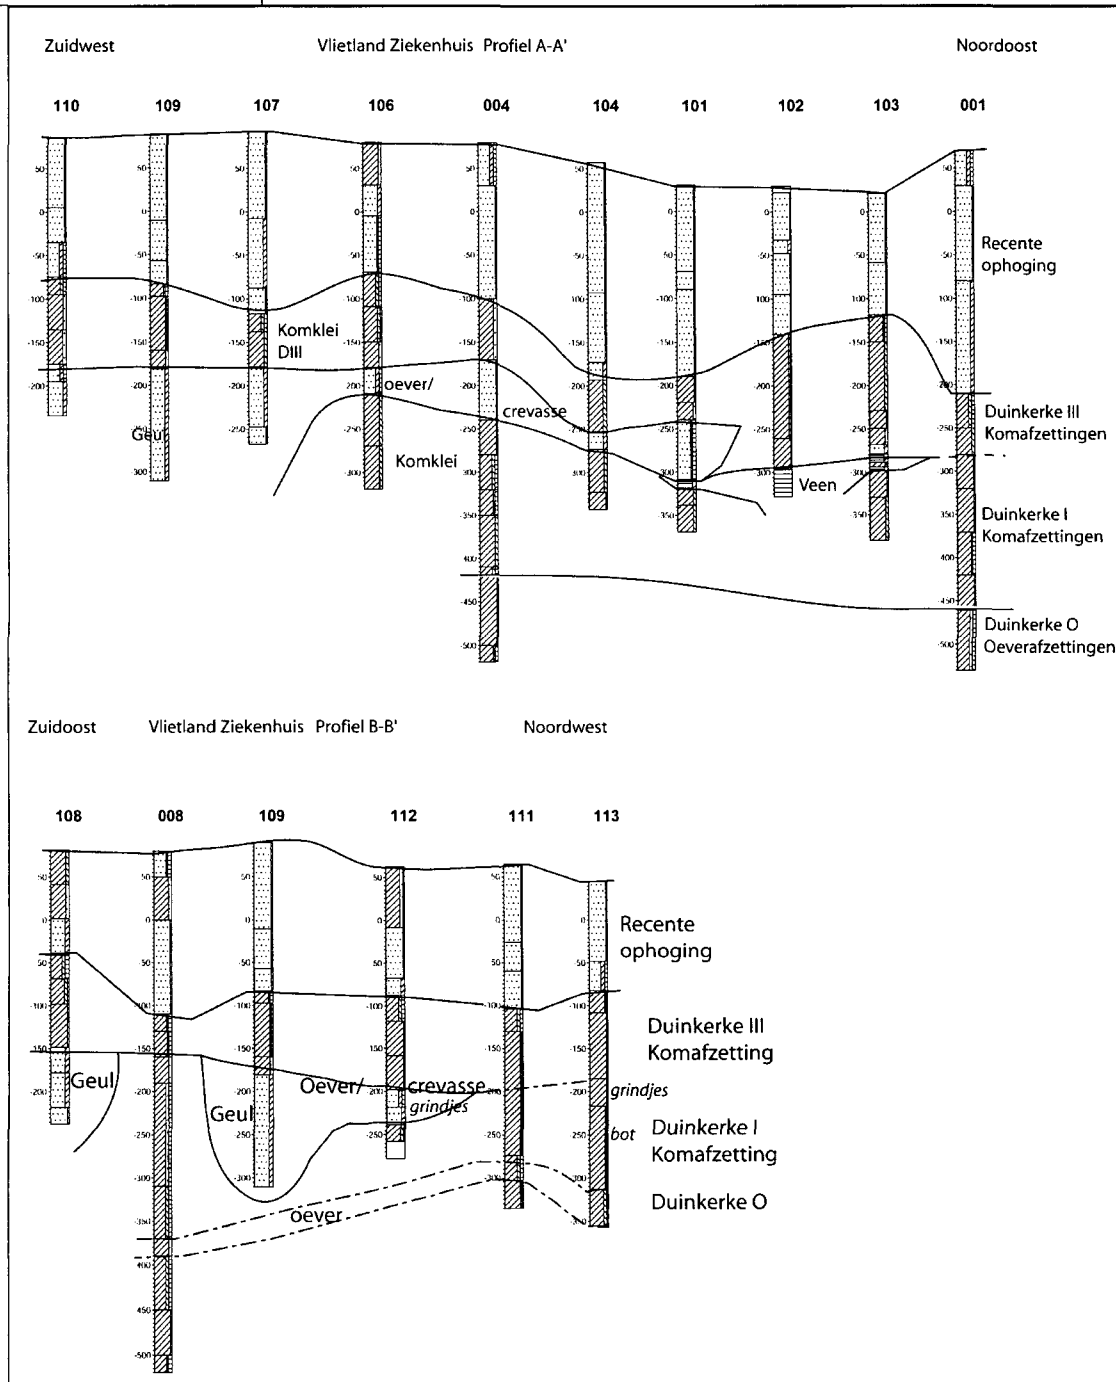 Zuidwest Vlietland Ziekenhuis Profiel A-A' Noordoost
110 109 107 106 004 104 101 102 103 001
Recente
ophoging
Komklei
DIII
oever/
crevasse
Duinkerke III
Komafzettingen
Geul
Komklei
Veen
Duinkerke I
Komafzettingen
Duinkerke O
Oeverafzettingen
Zuidoost Vlietland Ziekenhuis Profiel B-B' Noordwest
108 008 109 112 111 113
Recente
ophoging
Duinkerke III
Komafzetting
Geul
Geul
Oever/ crevasse
grindjes
grindjes
bot
Duinkerke I
Komafzetting
oever
Duinkerke O